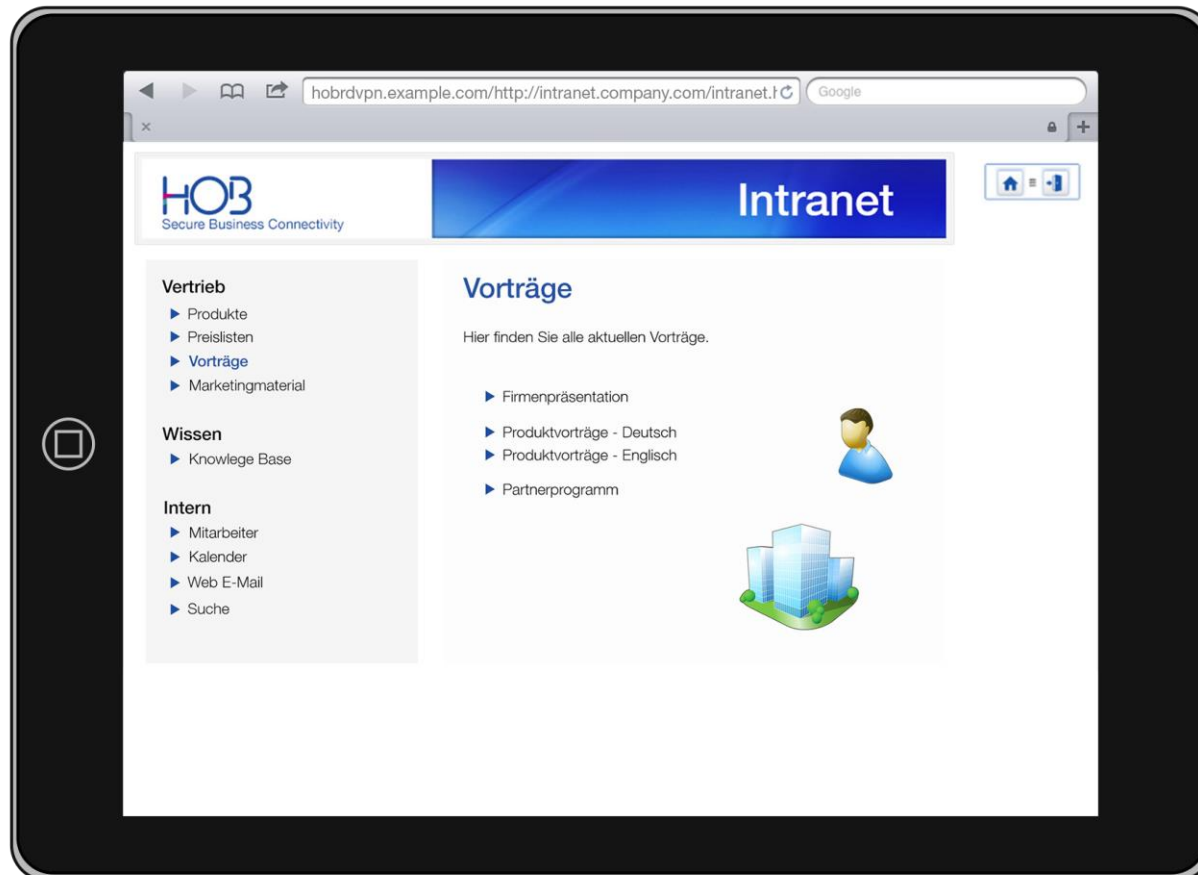 hobrdvpn.example.com/http://intranet.company.com/intranet.h
Google
HOB
Secure Business Connectivity
Intranet
Vertrieb
Produkte
Preislisten
Vorträge
Marketingmaterial
Wissen
Knowlege Base
Intern
Mitarbeiter
Kalender
Web E-Mail
Suche
Vorträge
Hier finden Sie alle aktuellen Vorträge.
Firmenpräsentation
Produktvorträge - Deutsch
Produktvorträge - Englisch
Partnerprogramm